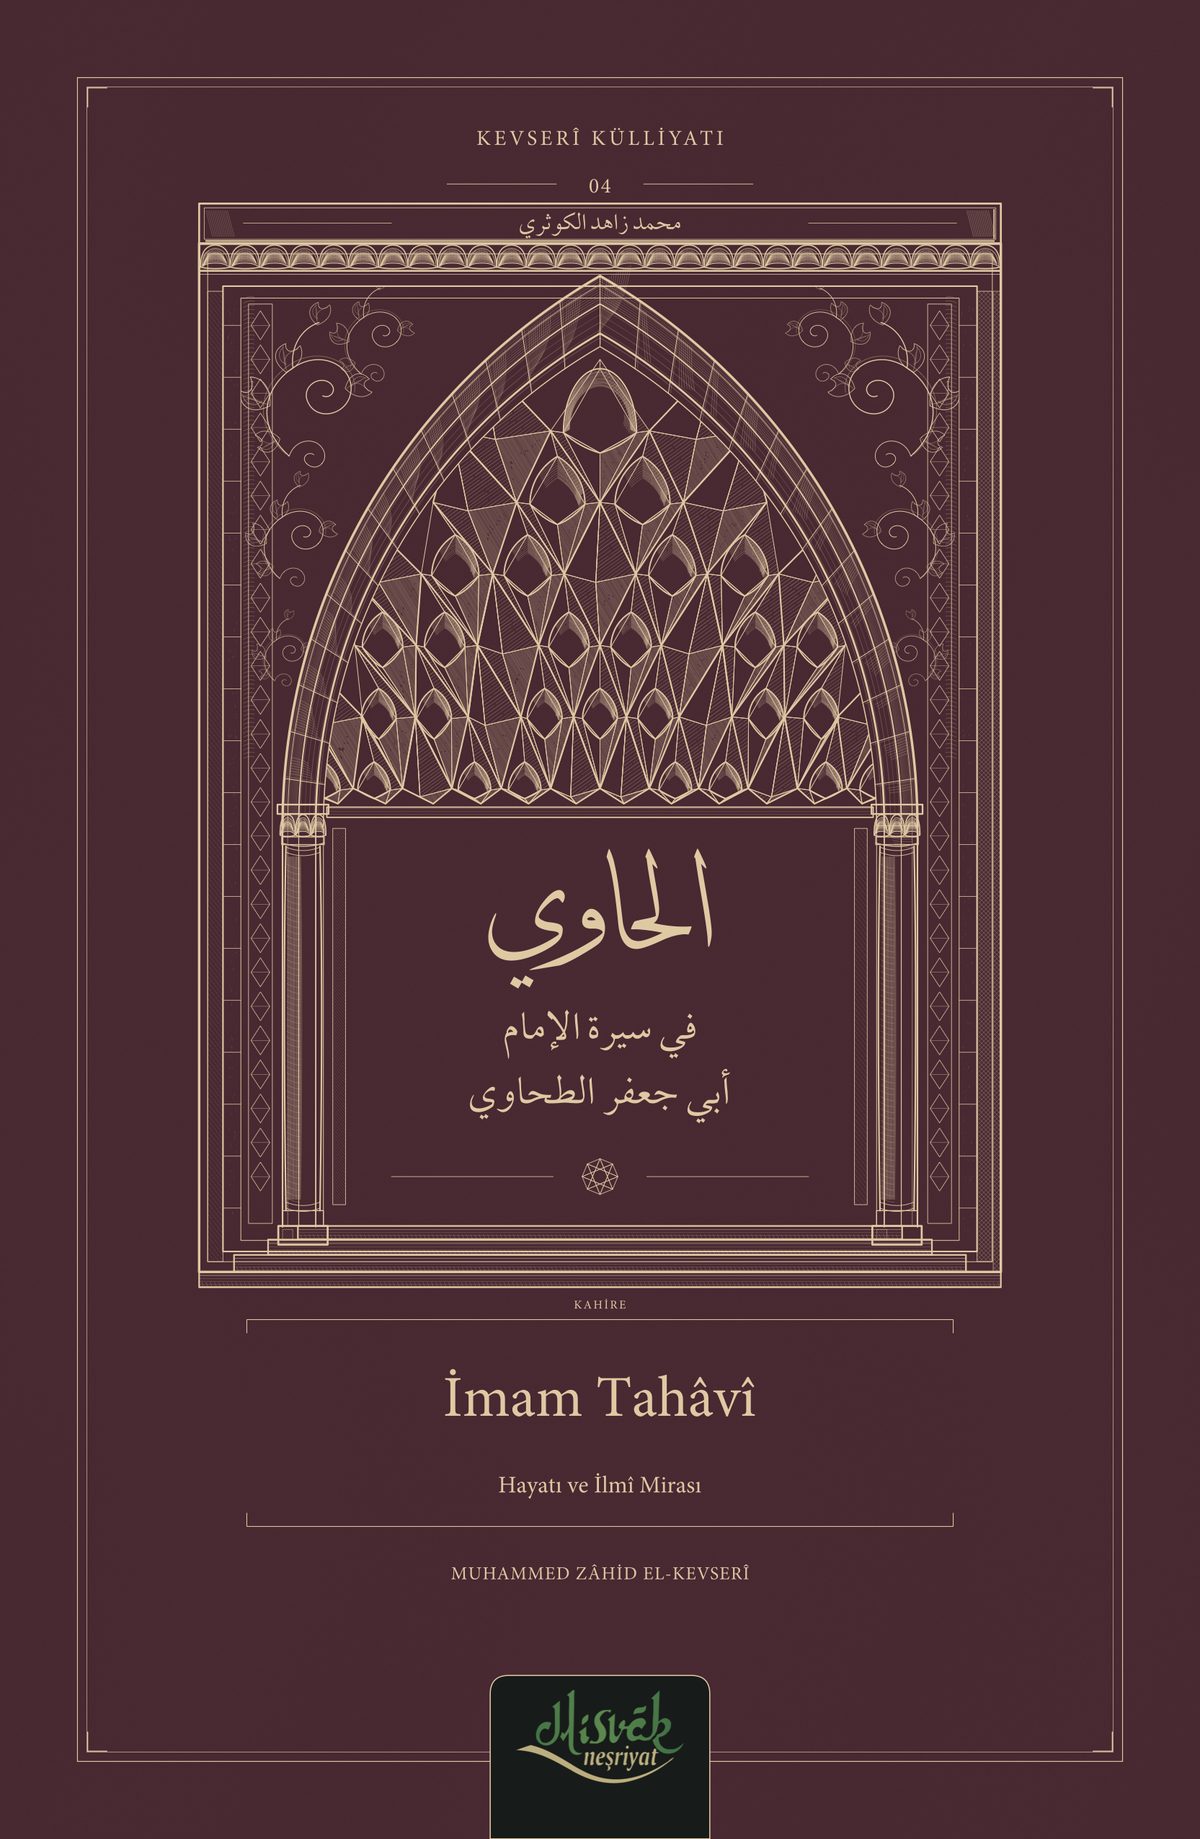 KEVSERÎ KÜLLİYATI
04
محمد زاهد الكوثري
الحاوي
في سيرة الإمام
أبي جعفر الطحاوي
KAHİRE
İmam Tahâvî
Hayatı ve İlmî Mirası
MUHAMMED ZÂHİD EL-KEVSERÎ
Misvâk
neşriyat